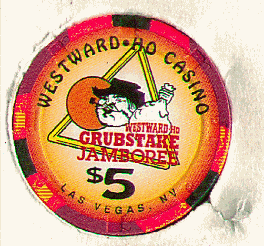 WESTWARD•HO CASINO
WESTWARD•HO
GRUBSTAKE
JAMBOREE
$5
LAS VEGAS, NV